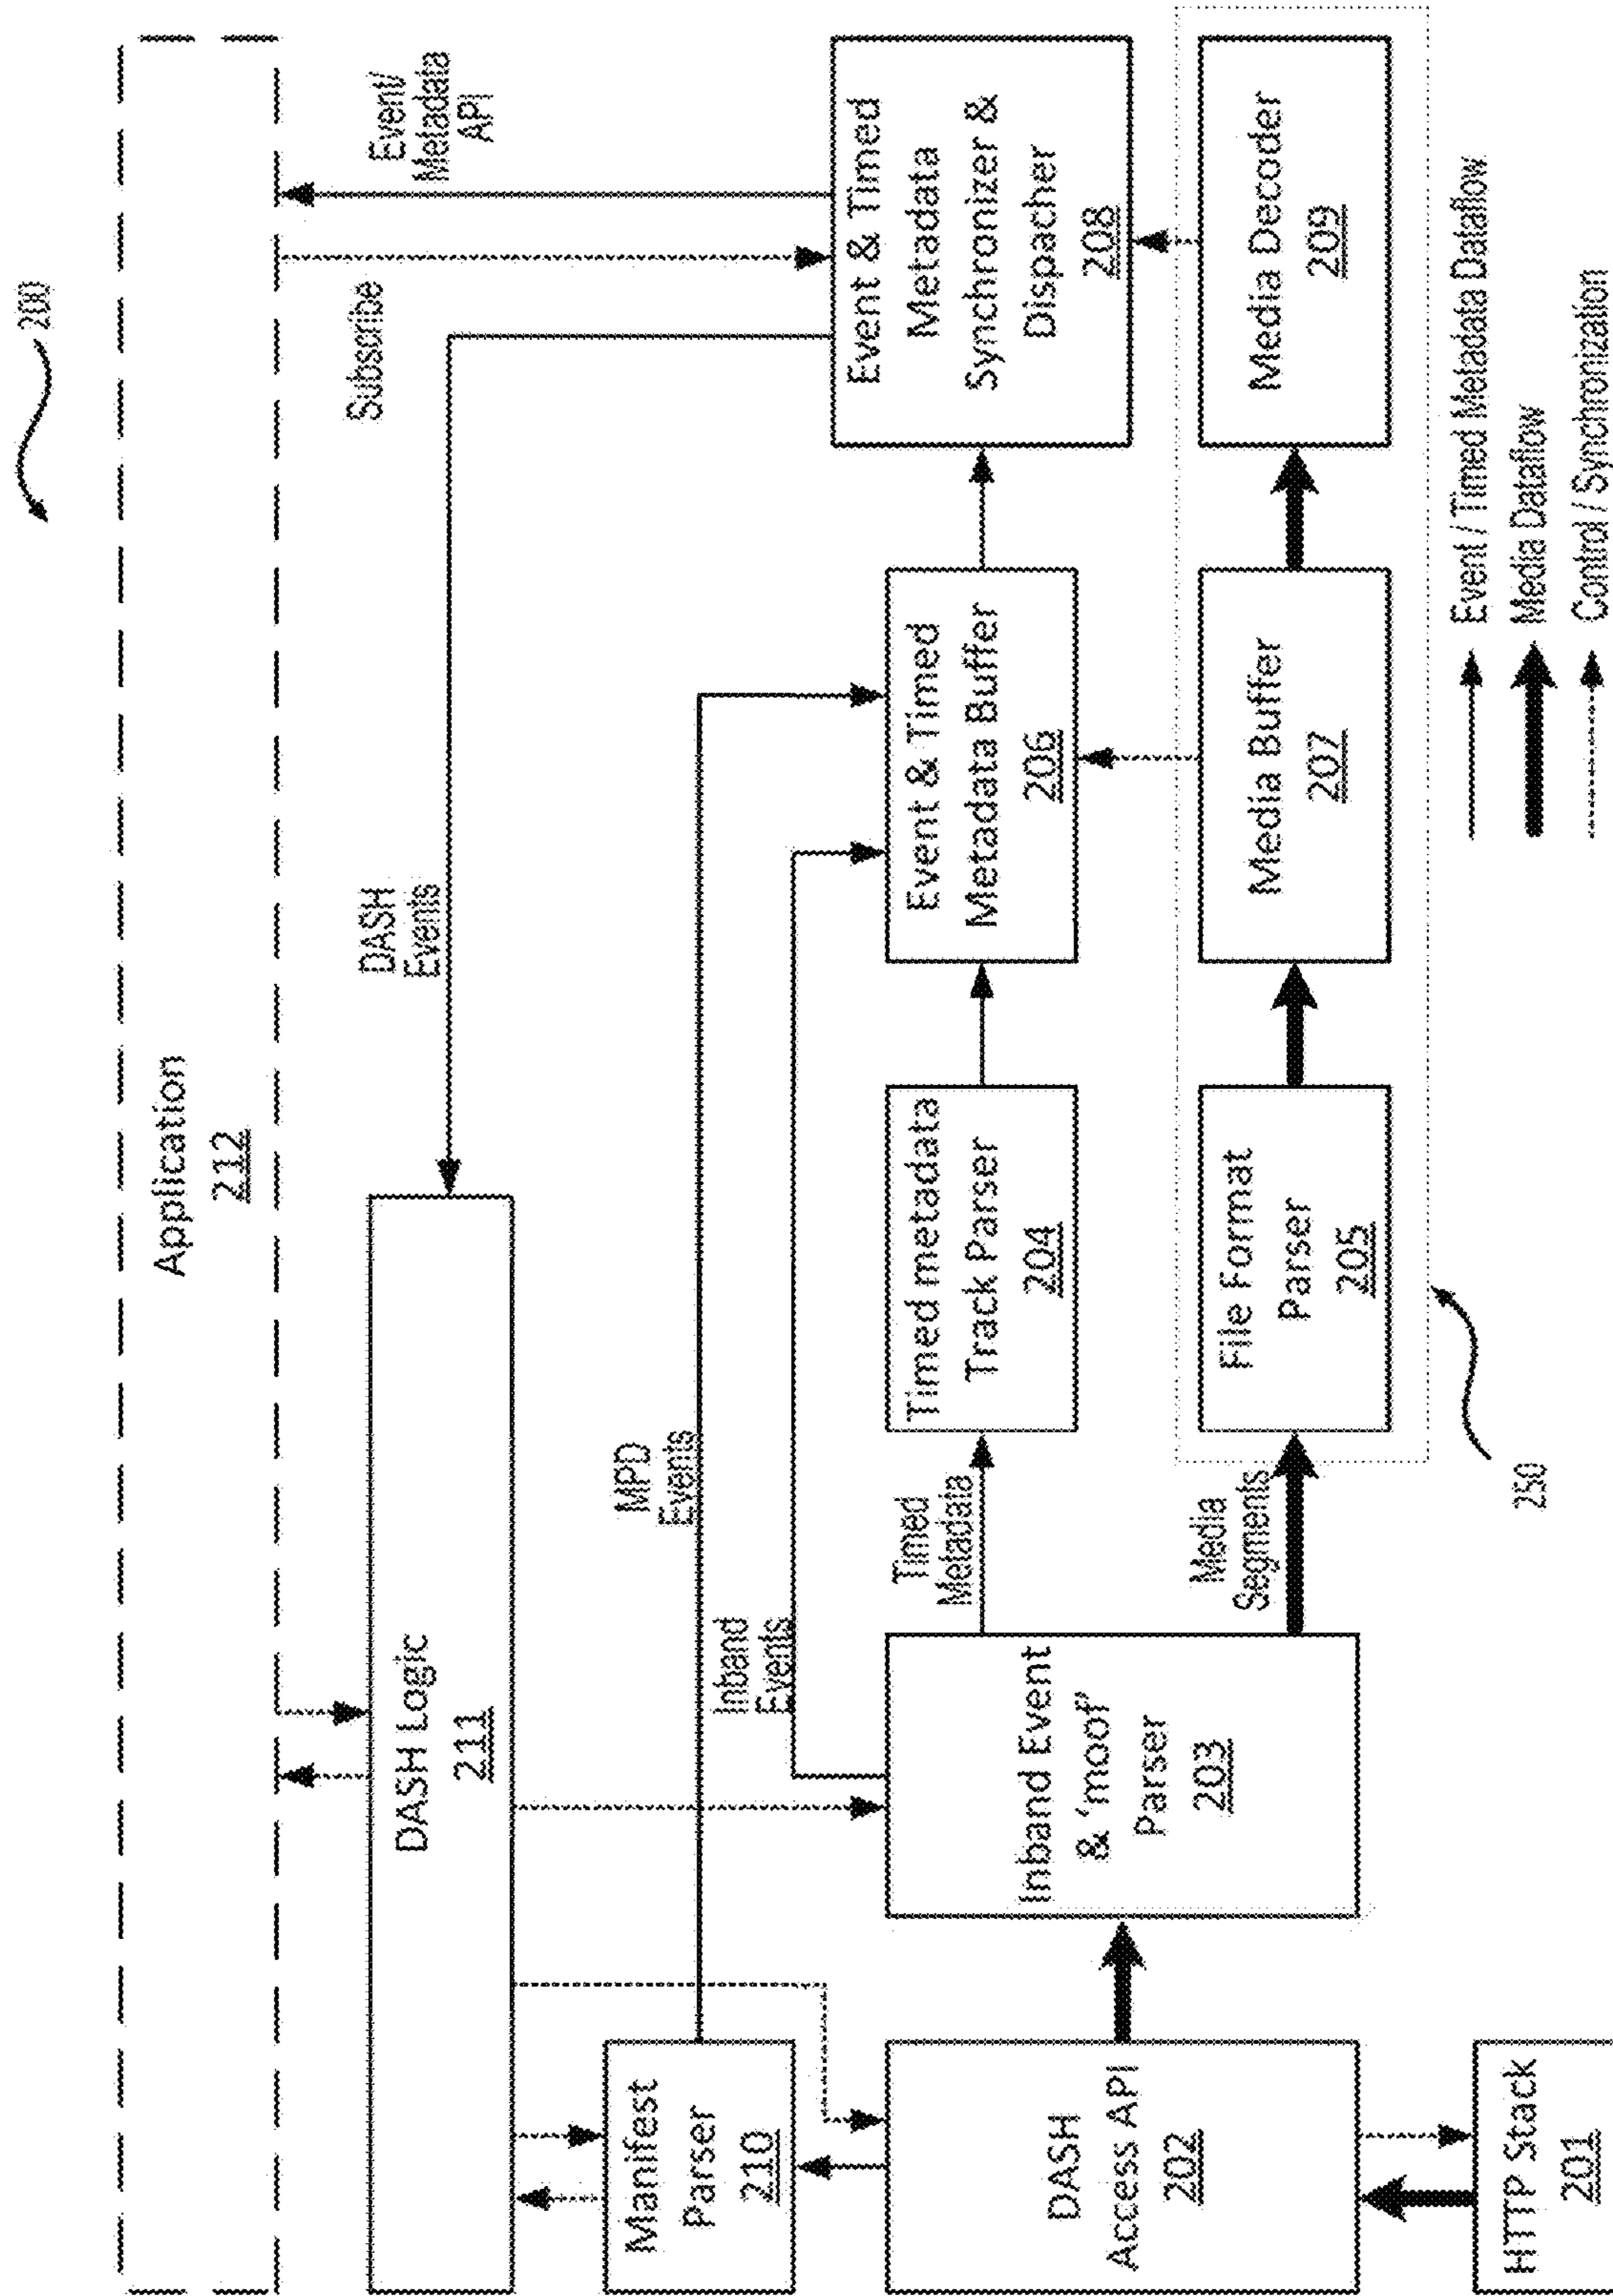 200
Application
212
DASH Logic
211
DASH
Events
Subscribe
Event/
Metadata
API
Manifest
Parser
210
MPD
Events
Inband
Events
DASH
Access API
202
Inband Event
& 'moof'
Parser
203
Timed
Metadata
Timed metadata
Track Parser
204
Event & Timed
Metadata Buffer
206
Event & Timed
Metadata
Synchronizer &
Dispacher
208
Media
Segments
File Format
Parser
205
Media Buffer
207
Media Decoder
209
HTTP Stack
201
250
Event / Timed Metadata Dataflow
Media Dataflow
Control / Synchronization